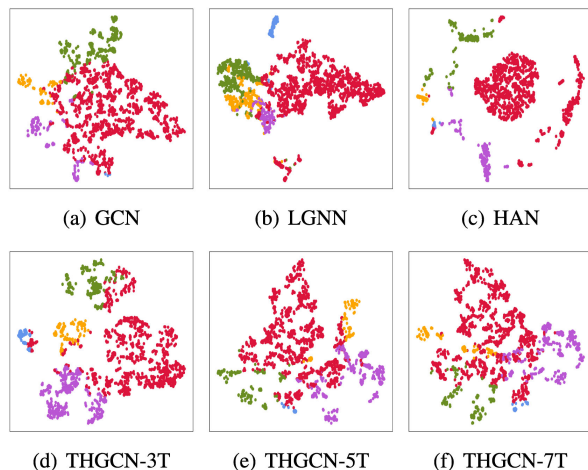 (a) GCN
(b) LGNN
(c) HAN
(d) THGCN-3T
(e) THGCN-5T
(f) THGCN-7T